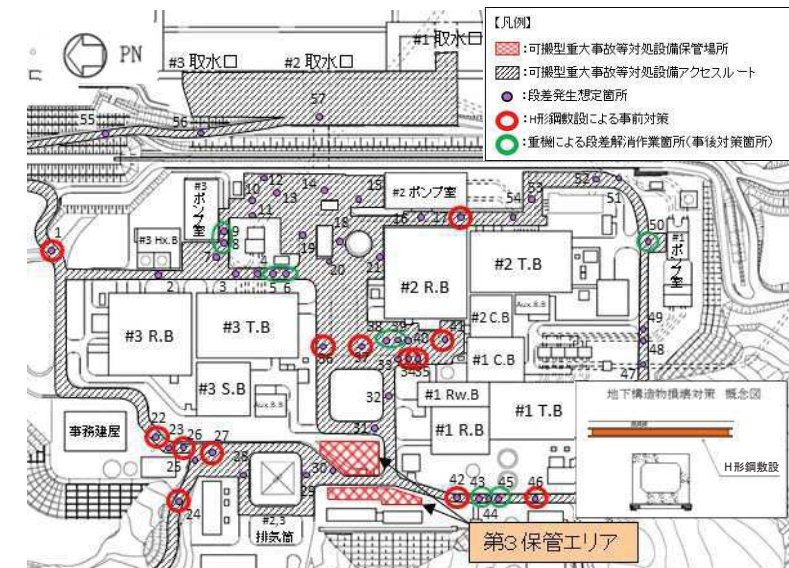 PN
#3 取水口
#2 取水口
#1 取水口
【凡例】
:可搬型重大事故等対処設備保管場所
:可搬型重大事故等対処設備アクセスルート
:段差発生想定箇所
:H形鋼敷設による事前対策
:重機による段差解消作業箇所(事後対策箇所)
57
55
56
12
10
13
11
14
15
#3
ポンプ室
#2 ポンプ室
52
53
54
51
50
#1
ポンプ室
16
17
18
19
20
21
9
8
7
1
#3 Hx.B
2
3
4
5
6
#2 R.B
#2 T.B
#2 C.B
Aux.B.B
#1 C.B
#3 R.B
#3 T.B
#3 S.B
Aux.B.B
36
37
38
39
40
41
33
34
35
32
31
49
48
47
#1 Rw.B
#1 R.B
#1 T.B
地下構造物損壊対策 概念図
H形鋼敷設
事務建屋
22
23
26
27
25
24
28
29
30
#2,3
排気筒
42
43
44
45
46
第3保管エリア